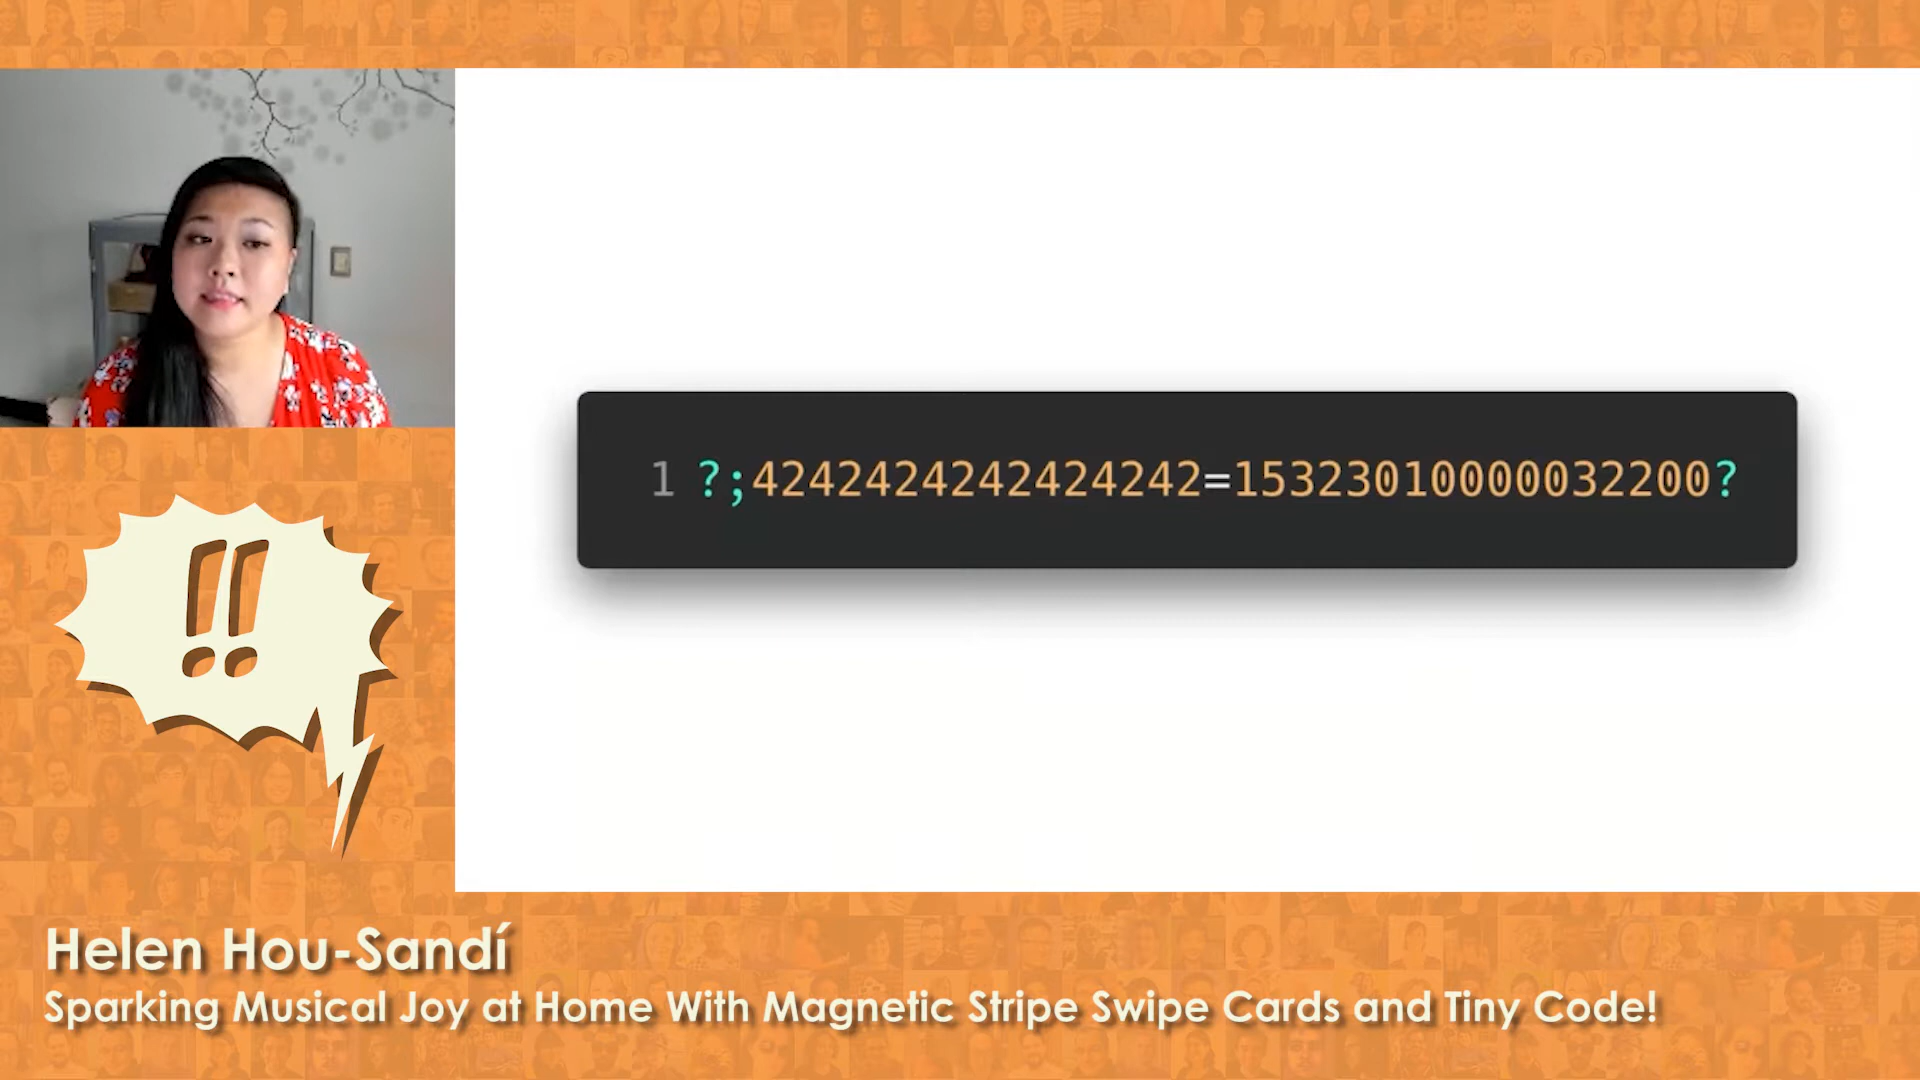 1 ?;4242424242424242=15323010000032200?
!!
Helen Hou-Sandí
Sparking Musical Joy at Home With Magnetic Stripe Swipe Cards and Tiny Code!